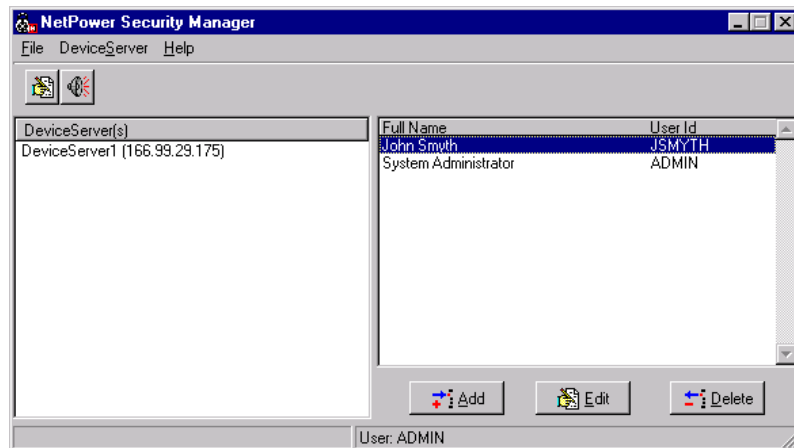 NetPower Security Manager
File DeviceServer Help
DeviceServer(s)
DeviceServer1 (166.99.29.175)
Full Name User Id
John Smyth JSMYTH
System Administrator ADMIN
Add Edit Delete
User: ADMIN